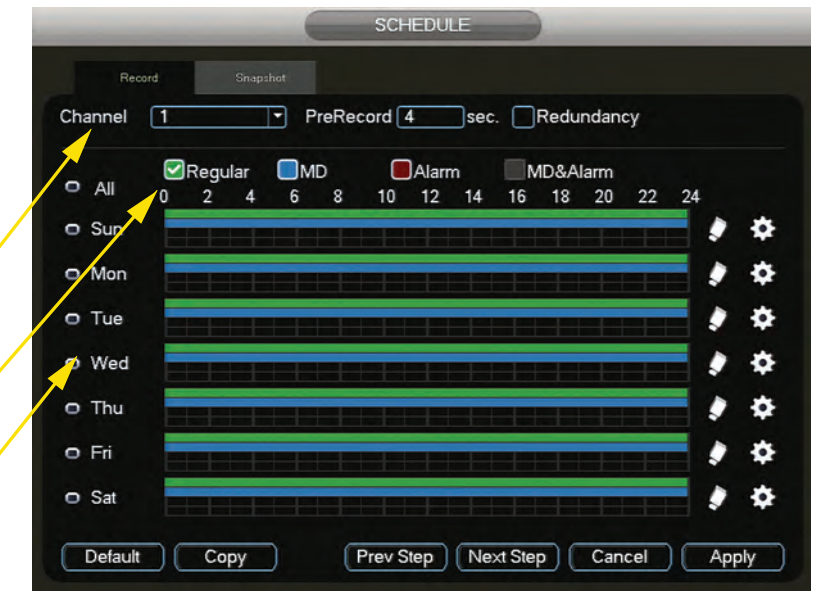 SCHEDULE
Record Snapshot
Channel 1 PreRecord 4 sec. Redundancy
Regular MD Alarm MD&Alarm
All 0 2 4 6 8 10 12 14 16 18 20 22 24
Sun
Mon
Tue
Wed
Thu
Fri
Sat
Default Copy Prev Step Next Step Cancel Apply